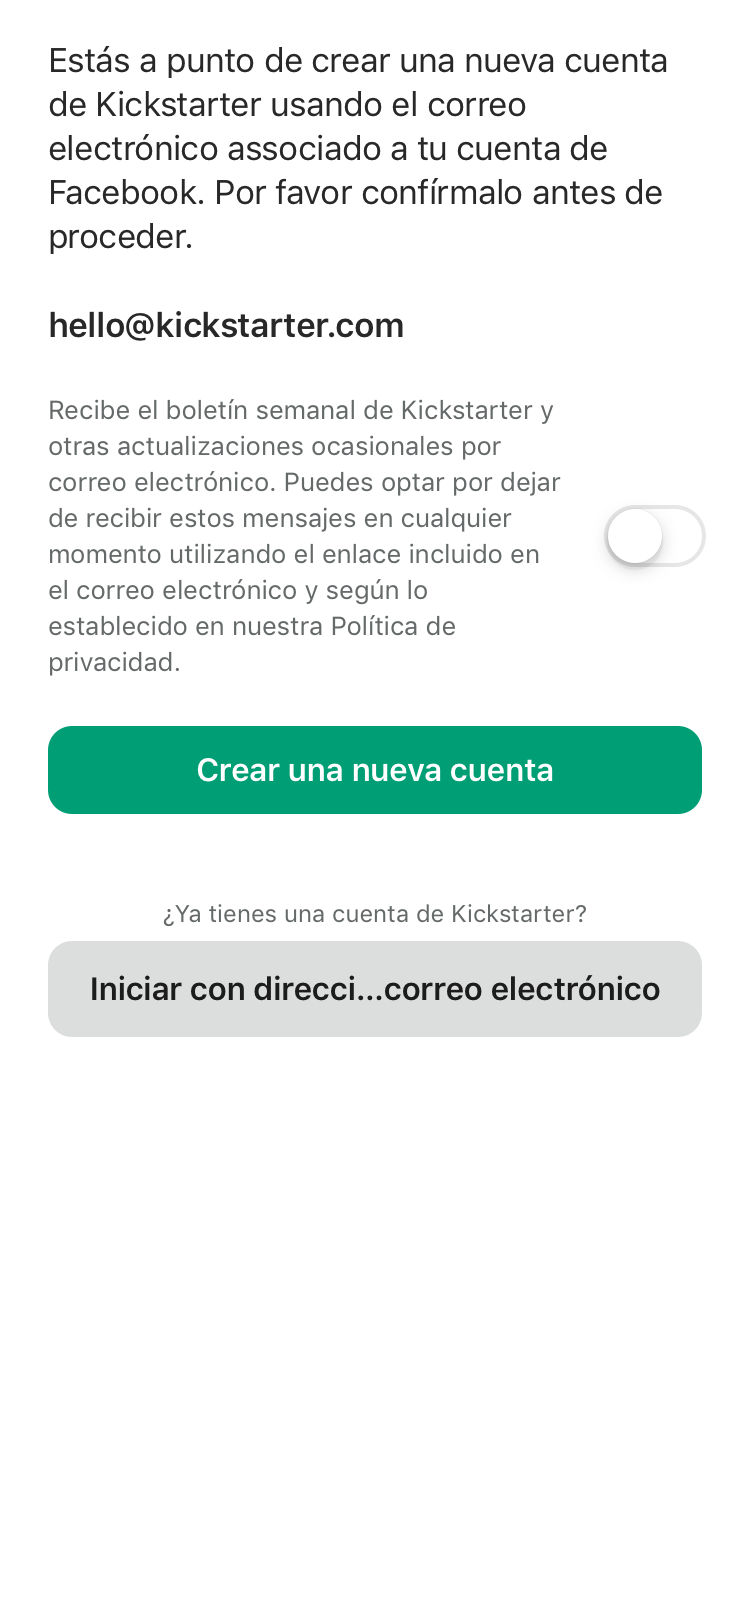 Estás a punto de crear una nueva cuenta
de Kickstarter usando el correo
electrónico associado a tu cuenta de
Facebook. Por favor confírmalo antes de
proceder.
hello@kickstarter.com
Recibe el boletín semanal de Kickstarter y
otras actualizaciones ocasionales por
correo electrónico. Puedes optar por dejar
de recibir estos mensajes en cualquier
momento utilizando el enlace incluido en
el correo electrónico y según lo
establecido en nuestra Política de
privacidad.
Crear una nueva cuenta
¿Ya tienes una cuenta de Kickstarter?
Iniciar con direcci...correo electrónico